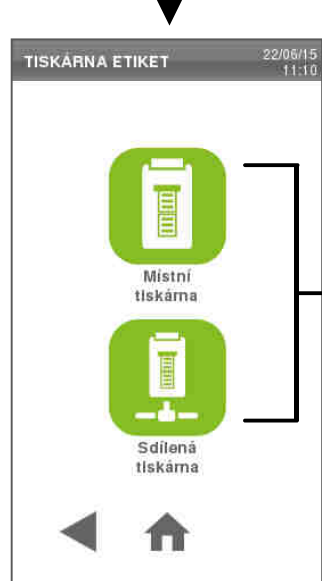 TISKÁRNA ETIKET
22/06/15
11:10
Místní
tiskárna
Sdílená
tiskárna